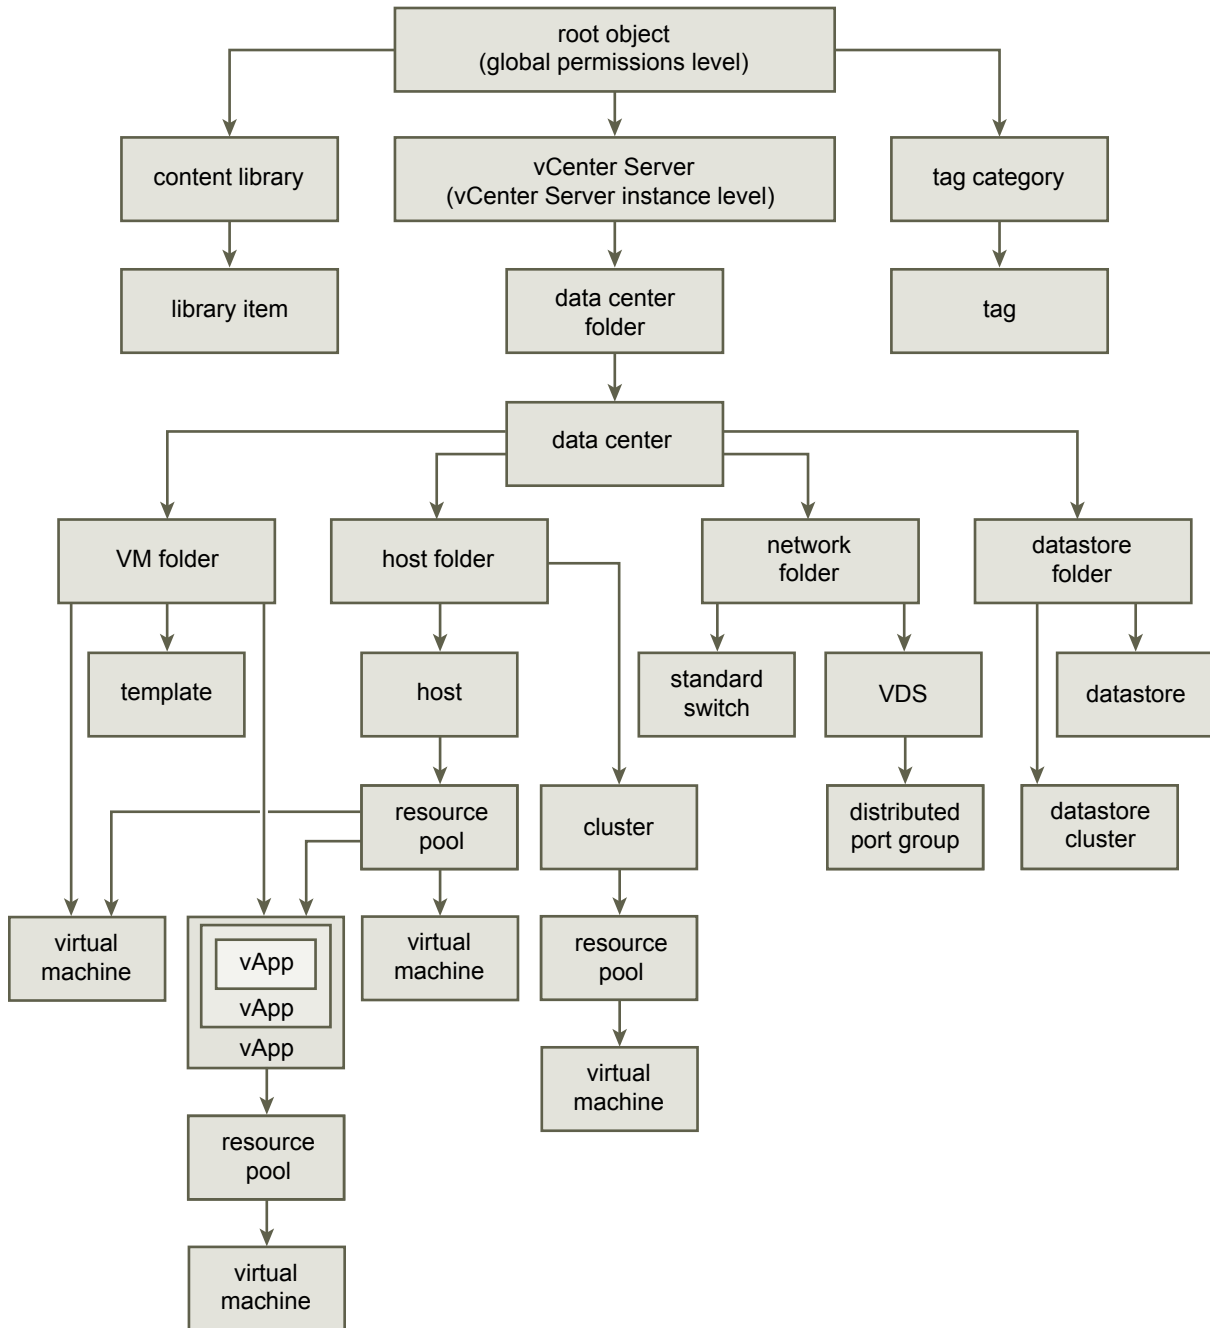 root object
(global permissions level)
content library
vCenter Server
(vCenter Server instance level)
tag category
library item
data center
folder
tag
data center
VM folder
host folder
network
folder
datastore
folder
template
host
standard
switch
VDS
datastore
resource
pool
cluster
distributed
port group
datastore
cluster
virtual
machine
vApp
vApp
vApp
virtual
machine
resource
pool
virtual
machine
resource
pool
virtual
machine